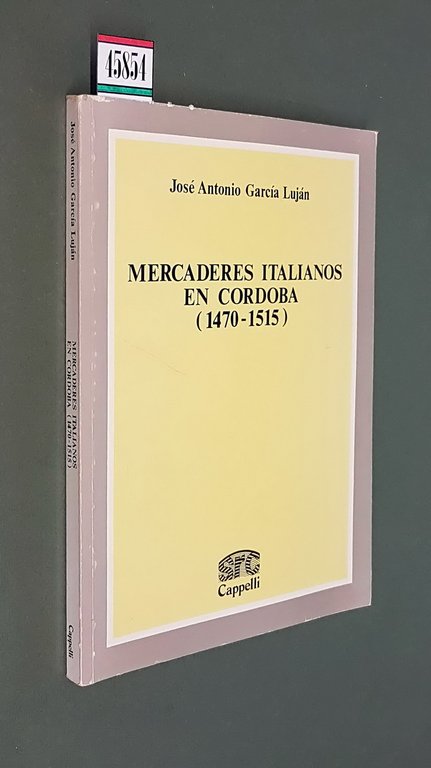 45854
José Antonio García Luján
MERCADERES ITALIANOS
EN CORDOBA
(1470-1515)
Cappelli
José Antonio García Luján
MERCADERES ITALIANOS
EN CORDOBA (1470-1515)
Cappelli